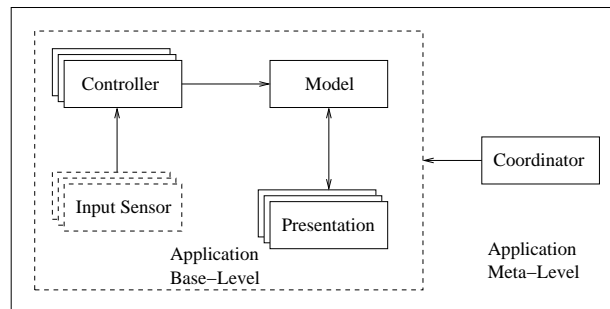 Controller
Model
Coordinator
Input Sensor
Presentation
Application
Base–Level
Application
Meta–Level